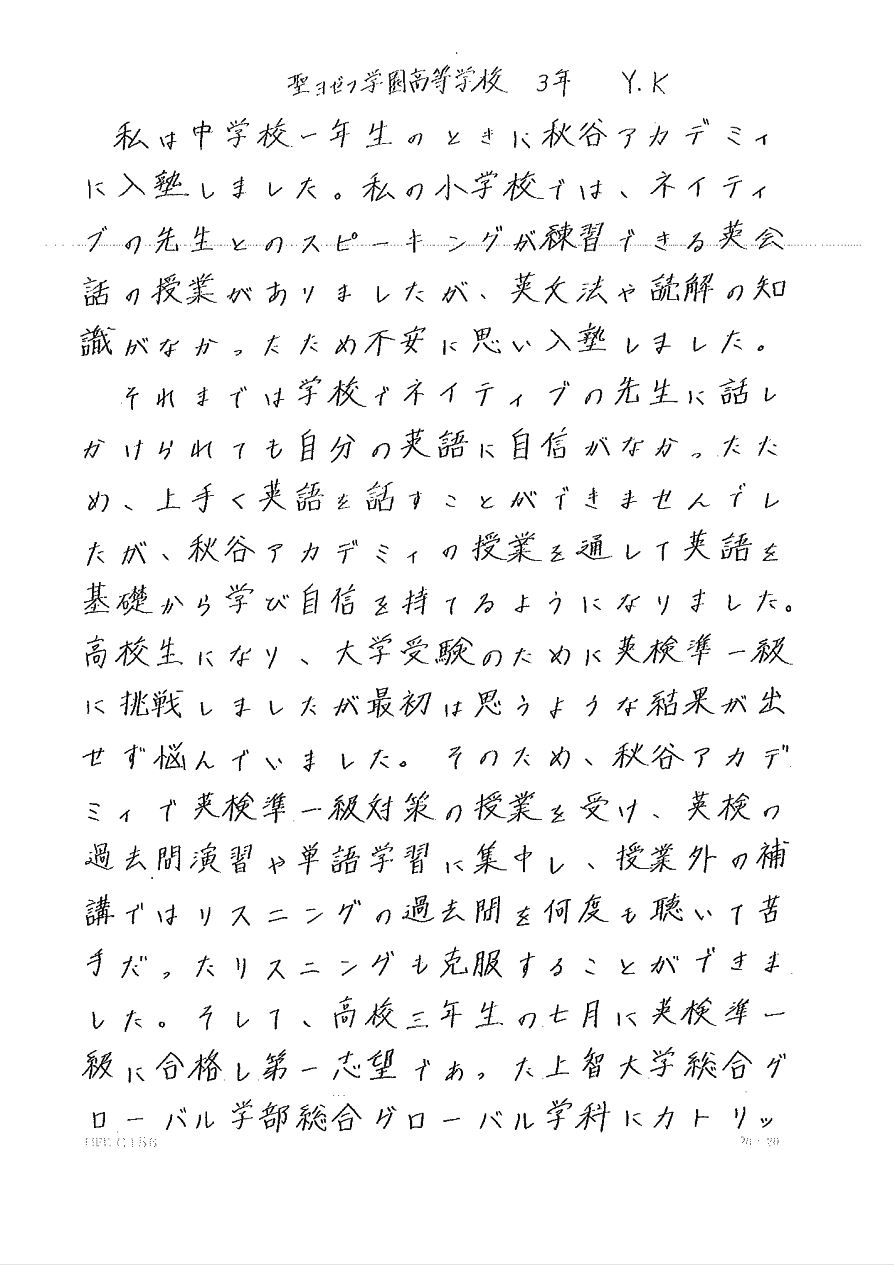 聖ヨゼフ学園高等学校 3年 Y.K
私は中学校一年生のときに秋谷アカデミィ
に入塾しました。私の小学校では、ネイティ
ブの先生とのスピーキングが練習できる英会
話の授業がありましたが、英文法や読解の知
識がなかったため不安に思い入塾しました。
それまでは学校でネイティブの先生に話し
かけられても自分の英語に自信がなかったた
め、上手く英語を話すことができませんでし
たが、秋谷アカデミィの授業を通して英語を
基礎から学び自信を持てるようになりました。
高校生になり、大学受験のために英検準一級
に挑戦しましたが最初は思うような結果が出
せず悩んでいました。そのため、秋谷アカデ
ミィで英検準一級対策の授業を受け、英検の
過去問演習や単語学習に集中し、授業外の補
講ではリスニングの過去問を何度も聴いて苦
手だったリスニングも克服することができま
した。そして、高校三年生の七月に英検準一
級に合格し第一志望であった上智大学総合グ
ローバル学部総合グローバル学科にカトリッ
20×20